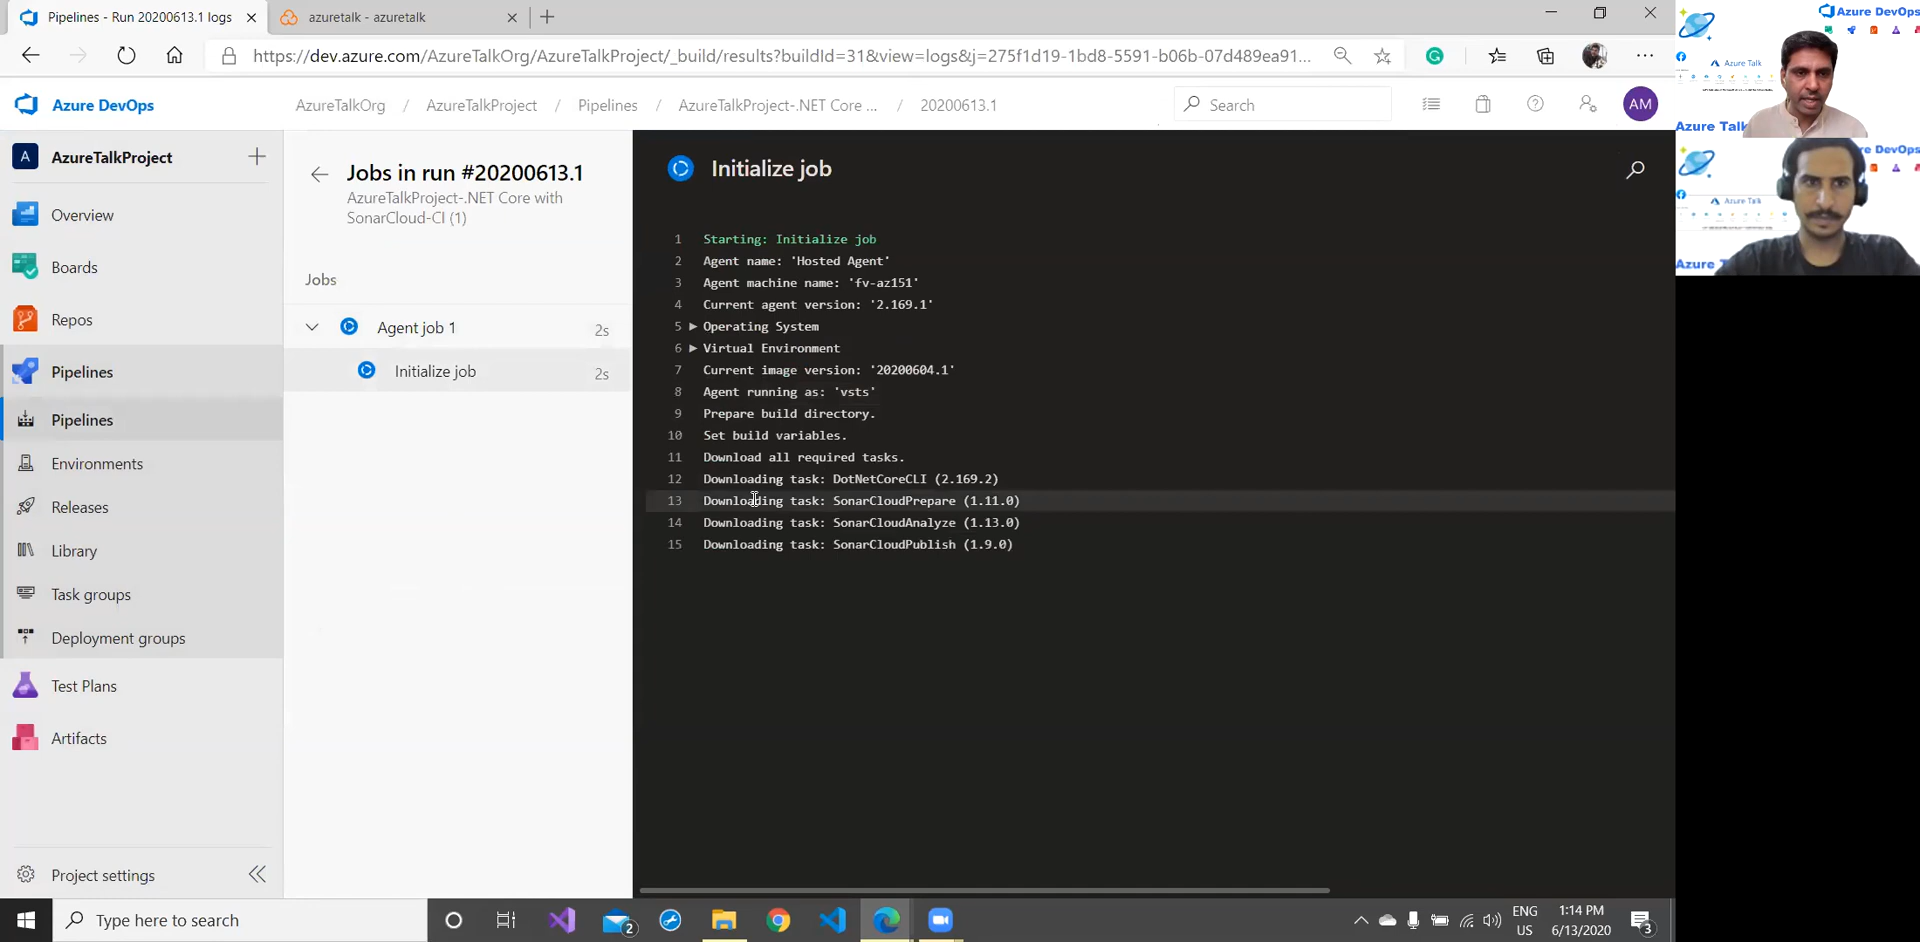 Pipelines - Run 20200613.1 logs
azuretalk - azuretalk
https://dev.azure.com/AzureTalkOrg/AzureTalkProject/_build/results?buildId=31&view=logs&j=275f1d19-1bd8-5591-b06b-07d489ea91...
Azure DevOps
AzureTalkOrg / AzureTalkProject / Pipelines / AzureTalkProject-.NET Core ... / 20200613.1
Search
AM
A AzureTalkProject
Overview
Boards
Repos
Pipelines
Pipelines
Environments
Releases
Library
Task groups
Deployment groups
Test Plans
Artifacts
Project settings
Jobs in run #20200613.1
AzureTalkProject-.NET Core with
SonarCloud-CI (1)
Jobs
Agent job 1 2s
Initialize job 2s
Initialize job
1 Starting: Initialize job
2 Agent name: 'Hosted Agent'
3 Agent machine name: 'fv-az151'
4 Current agent version: '2.169.1'
5 Operating System
6 Virtual Environment
7 Current image version: '20200604.1'
8 Agent running as: 'vsts'
9 Prepare build directory.
10 Set build variables.
11 Download all required tasks.
12 Downloading task: DotNetCoreCLI (2.169.2)
13 Downloading task: SonarCloudPrepare (1.11.0)
14 Downloading task: SonarCloudAnalyze (1.13.0)
15 Downloading task: SonarCloudPublish (1.9.0)
Azure DevOps
Azure Talk
Azure Talk
DevOps
Azure Talk
Azure
Type here to search
2
ENG
US
1:14 PM
6/13/2020
3